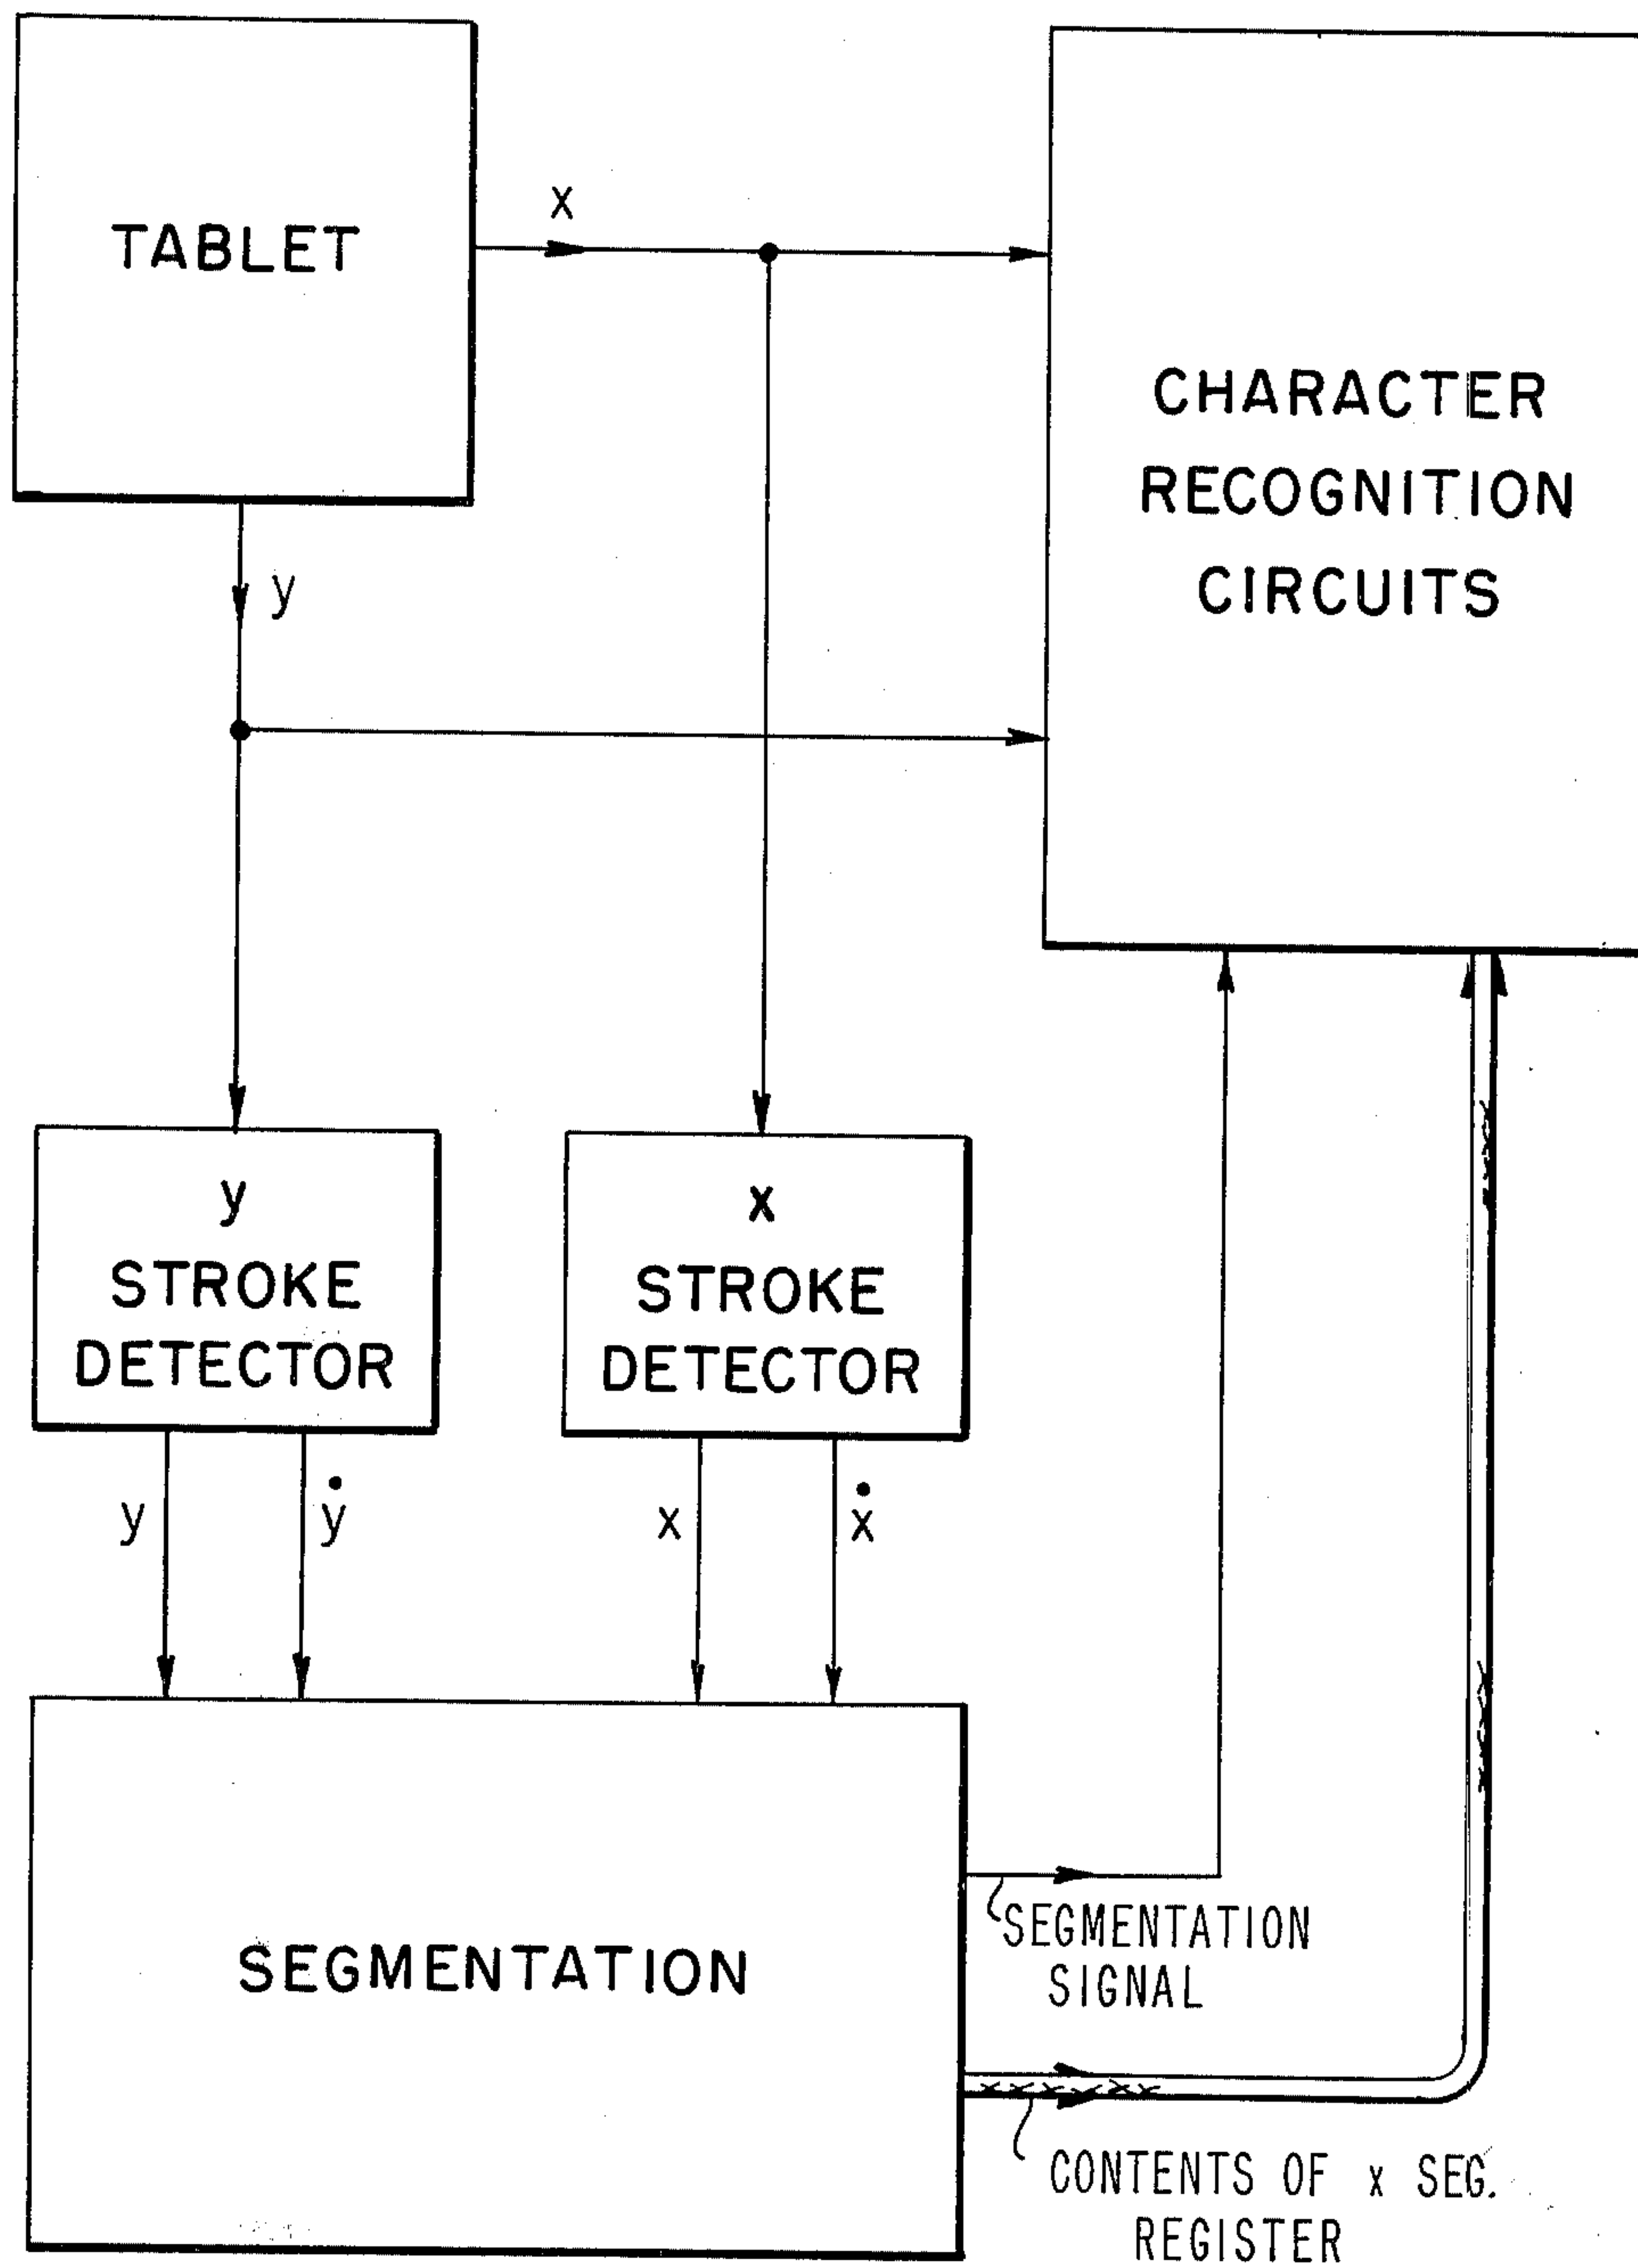 TABLET
x
y
CHARACTER
RECOGNITION
CIRCUITS
y
STROKE
DETECTOR
x
STROKE
DETECTOR
y
ẏ
x
ẋ
SEGMENTATION
SEGMENTATION
SIGNAL
CONTENTS OF x SEG.
REGISTER